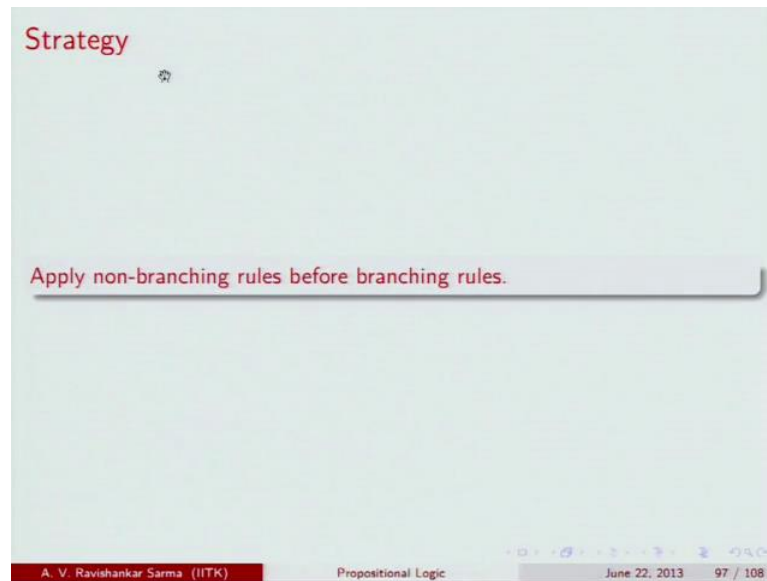 Strategy
Apply non-branching rules before branching rules.
A. V. Ravishankar Sarma (IITK)
Propositional Logic
June 22, 2013
97 / 108